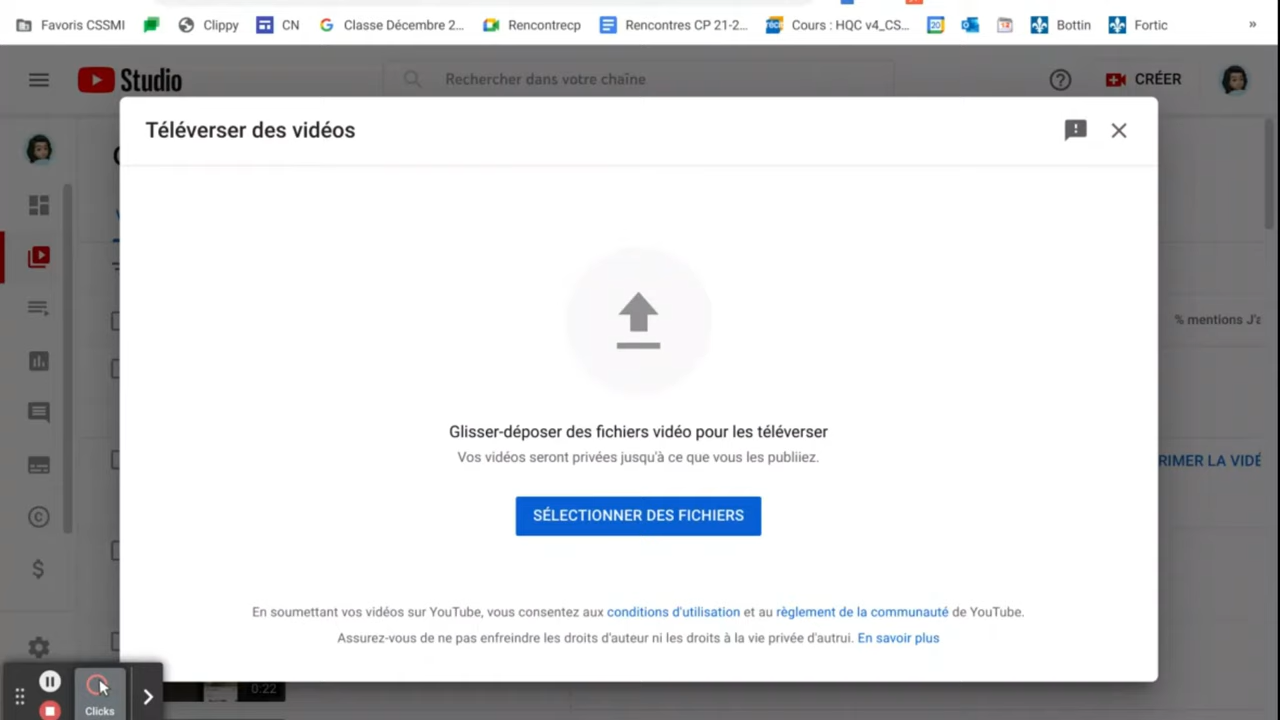 Favoris CSSMI Clippy CN Classe Décembre 2... Rencontrecp Rencontres CP 21-2... Cours : HQC v4_CS... Bottin Fortic »
Studio Rechercher dans votre chaîne CRÉER
Téléverser des vidéos
% mentions J'a
Glisser-déposer des fichiers vidéo pour les téléverser
Vos vidéos seront privées jusqu'à ce que vous les publiiez.
RIMER LA VIDÉ
SÉLECTIONNER DES FICHIERS
En soumettant vos vidéos sur YouTube, vous consentez aux conditions d'utilisation et au règlement de la communauté de YouTube.
Assurez-vous de ne pas enfreindre les droits d'auteur ni les droits à la vie privée d'autrui. En savoir plus
0:22
Clicks